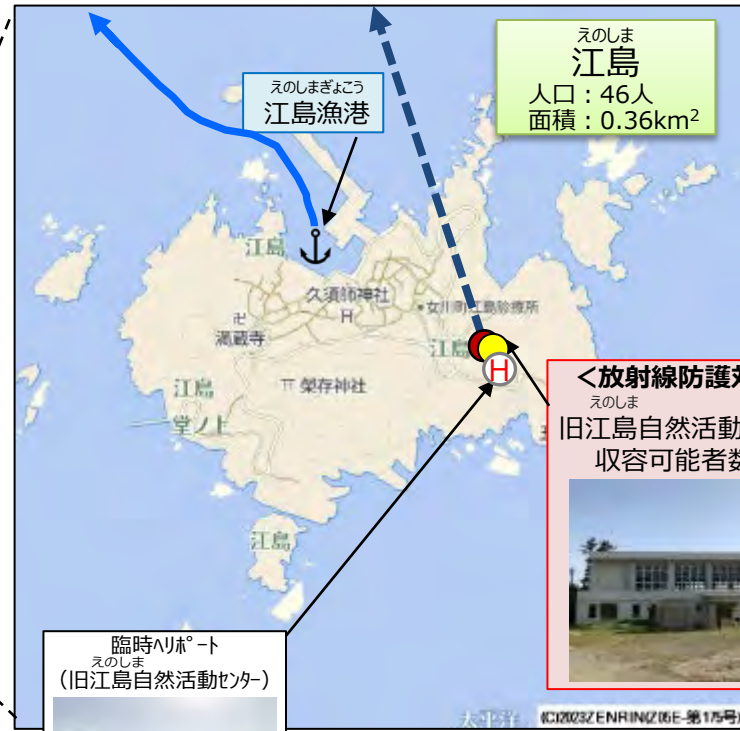 えのしま
江島
人口：46人
面積：0.36km²
えのしまぎょこう
江島漁港
江島
久須師神社
女川町江島診療所
満蔵寺
江島
江島
堂ノ上
栄存神社
H
江島
＜放射線防護対
えのしま
旧江島自然活動
収容可能者数
臨時ヘリポート
えのしま
（旧江島自然活動センター）
太平洋
(C)2023ZENRIN(Z05E-第175号)